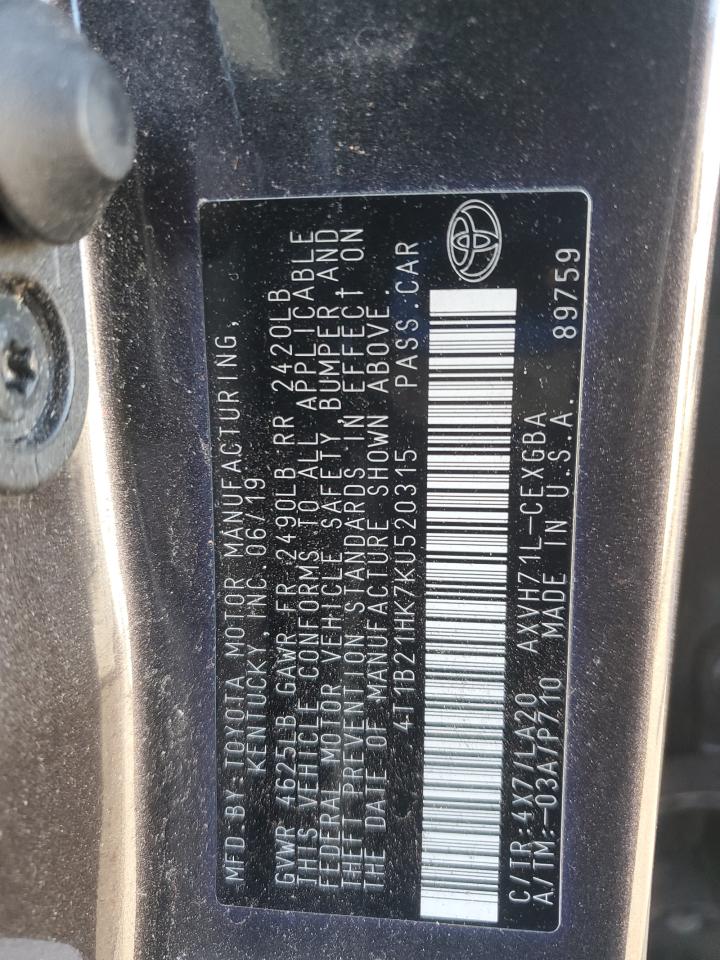 MFD.BY:TOYOTA MOTOR MANUFACTURING,
KENTUCKY, INC. 06/19
GVWR 4625LB GAWR FR 2490LB RR 2420LB
THIS VEHICLE CONFORMS TO ALL APPLICABLE
FEDERAL MOTOR VEHICLE SAFETY, BUMPER AND
THEFT PREVENTION STANDARDS IN EFFECT ON
THE DATE OF MANUFACTURE SHOWN ABOVE.
4T1B21HK7KU520315 PASS.CAR
C/TR:4X7/LA20 AXVH71L-CEXGBA
A/TM:-03A/P710 MADE IN U.S.A. 89759